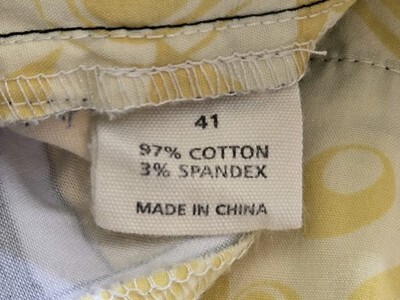 41
97% COTTON
3% SPANDEX
MADE IN CHINA